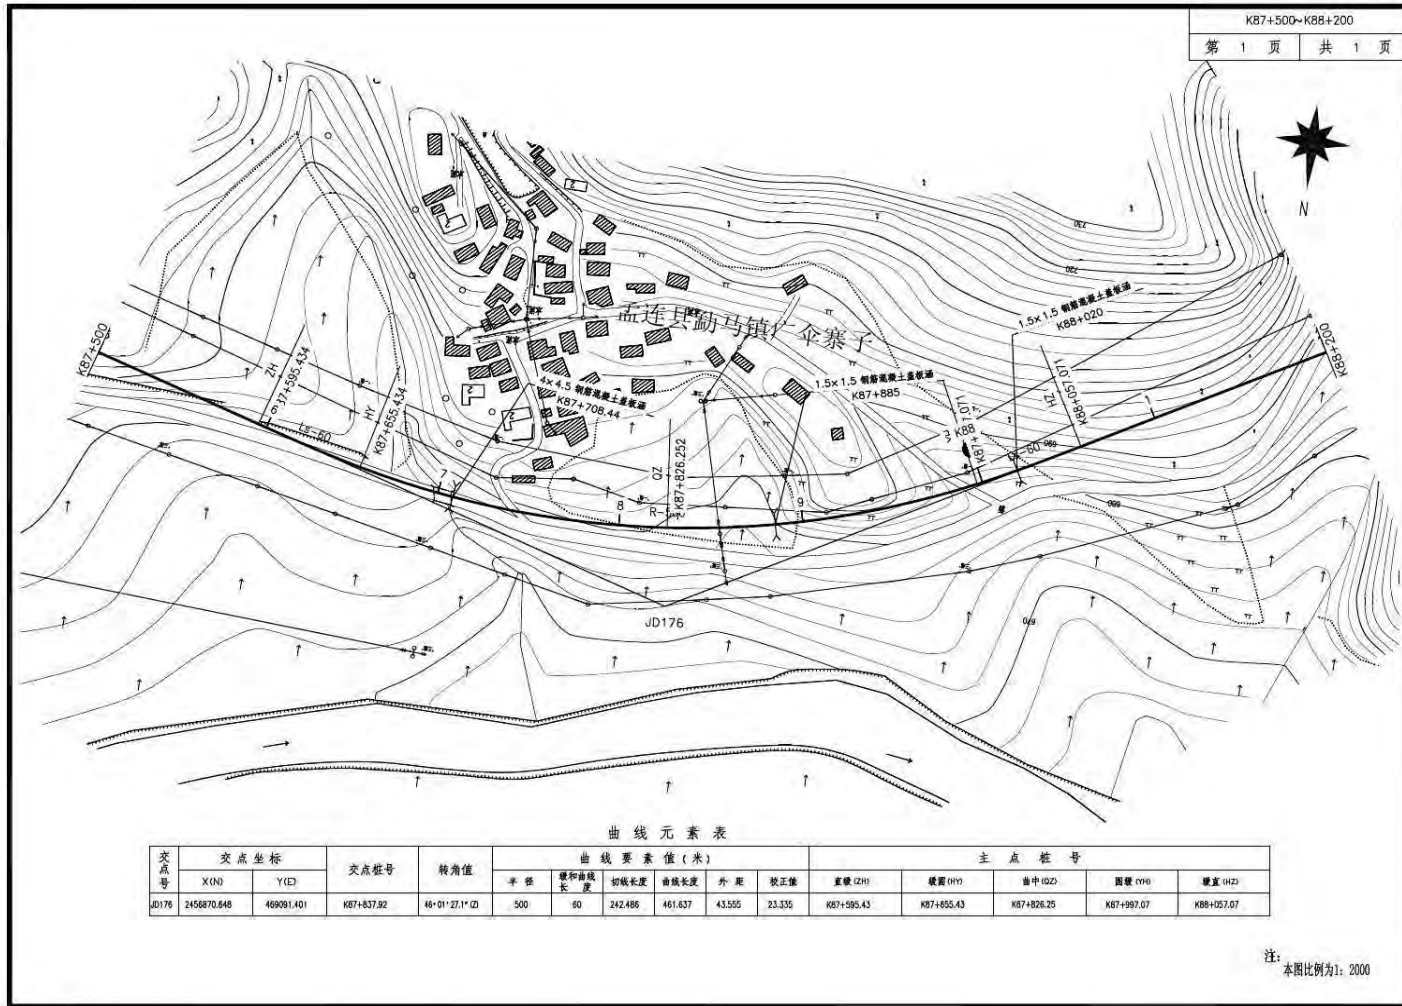 K87+500~K88+200
第 1 页 共 1 页
N
730
730
1.5×1.5 钢筋混凝土盖板涵
K88+020
孟连县勐马镇广伞寨子
K87+500
ZH
K87+595.434
Ls-60
HY
K87+655.434
4×4.5 钢筋混凝土盖板涵
K87+708.44
1.5×1.5 钢筋混凝土盖板涵
K87+885
QZ
K87+826.252
K88
HZ
K88+057.071
K88+200
690
690
670
7
8
9
1
JD176
曲线元素表
交点号 交点坐标 交点桩号 转角值 曲线要素值(米) 主点桩号
X(N) Y(E) 半径 缓和曲线长度 切线长度 曲线长度 外距 校正值 直缓(ZH) 缓圆(HY) 曲中(QZ) 圆缓(YH) 缓直(HZ)
JD176 2456870.648 469091.401 K87+837.92 46°01'27.1"(Z) 500 60 242.486 461.637 43.555 23.335 K87+595.43 K87+655.43 K87+826.25 K87+997.07 K88+057.07
注:
本图比例为1: 2000